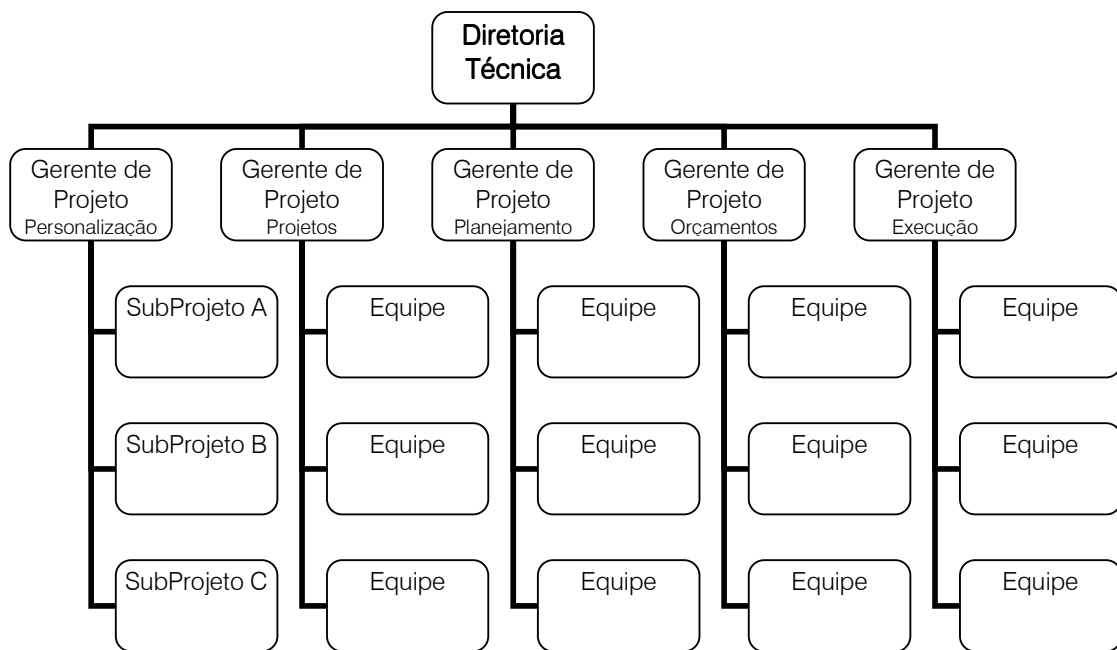 Diretoria
Técnica
Gerente de
Projeto
Personalização
Gerente de
Projeto
Projetos
Gerente de
Projeto
Planejamento
Gerente de
Projeto
Orçamentos
Gerente de
Projeto
Execução
SubProjeto A
Equipe
Equipe
Equipe
Equipe
SubProjeto B
Equipe
Equipe
Equipe
Equipe
SubProjeto C
Equipe
Equipe
Equipe
Equipe